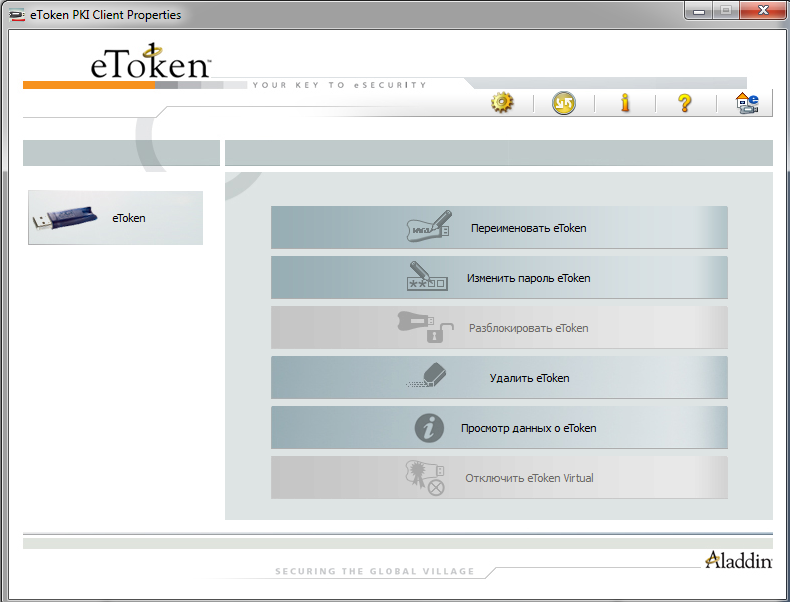 eToken PKI Client Properties
eToken™
YOUR KEY TO eSECURITY
eToken
Переименовать eToken
Изменить пароль eToken
Разблокировать eToken
Удалить eToken
Просмотр данных о eToken
Отключить eToken Virtual
SECURING THE GLOBAL VILLAGE
Aladdin